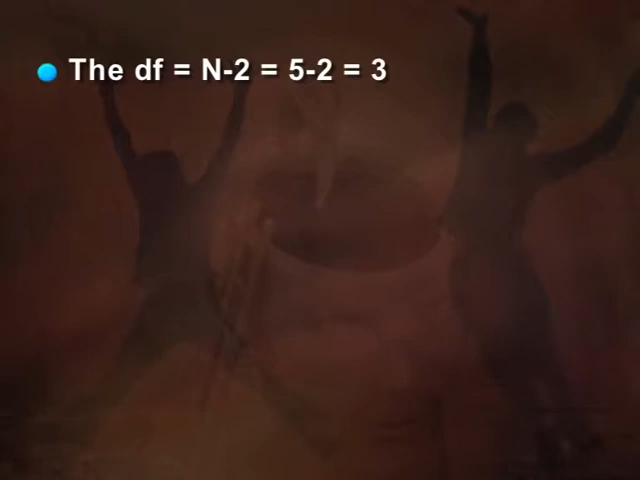 The df = N-2 = 5-2 = 3